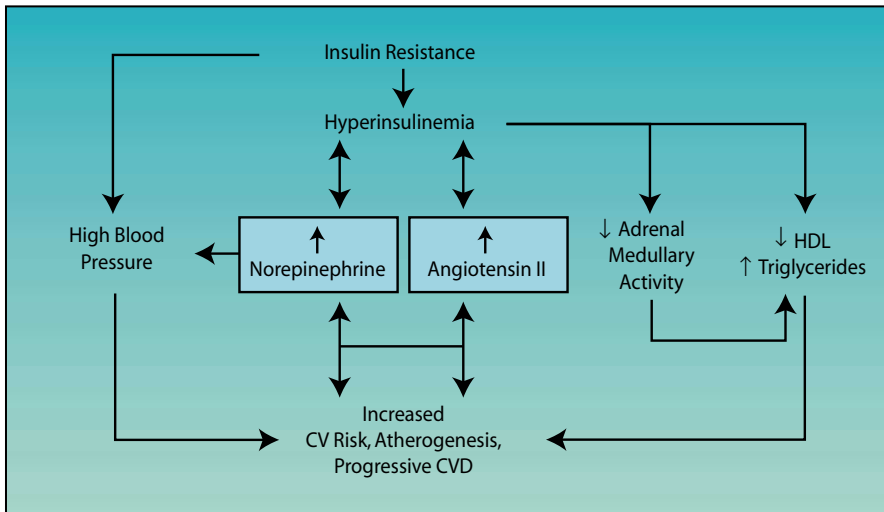 Insulin Resistance
Hyperinsulinemia
High Blood
Pressure
↑
Norepinephrine
↑
Angiotensin II
↓ Adrenal
Medullary
Activity
↓ HDL
↑ Triglycerides
Increased
CV Risk, Atherogenesis,
Progressive CVD